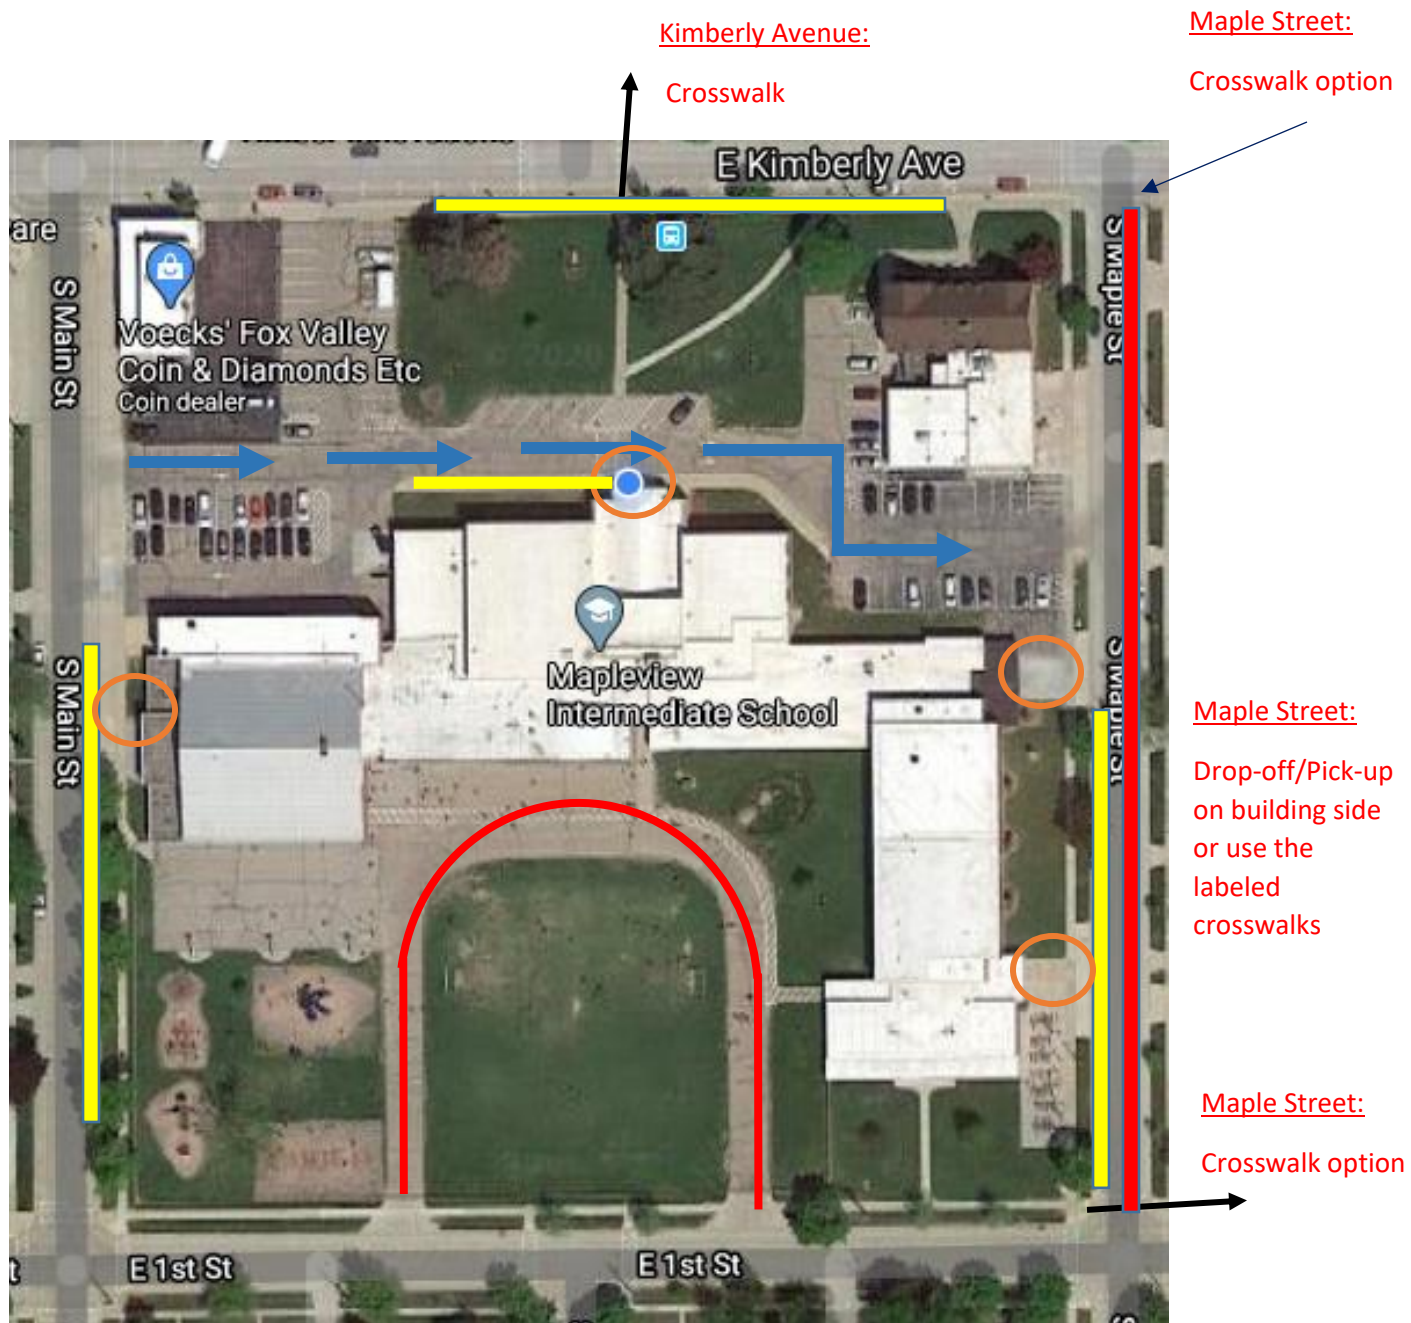 Kimberly Avenue:
Crosswalk
Maple Street:
Crosswalk option
E Kimberly Ave
are
S Main St
S Maple St
Voecks' Fox Valley
Coin & Diamonds Etc
Coin dealer
Mapleview
Intermediate School
S Main St
S Maple St
Maple Street:
Drop-off/Pick-up
on building side
or use the
labeled
crosswalks
Maple Street:
Crosswalk option
E 1st St
E 1st St